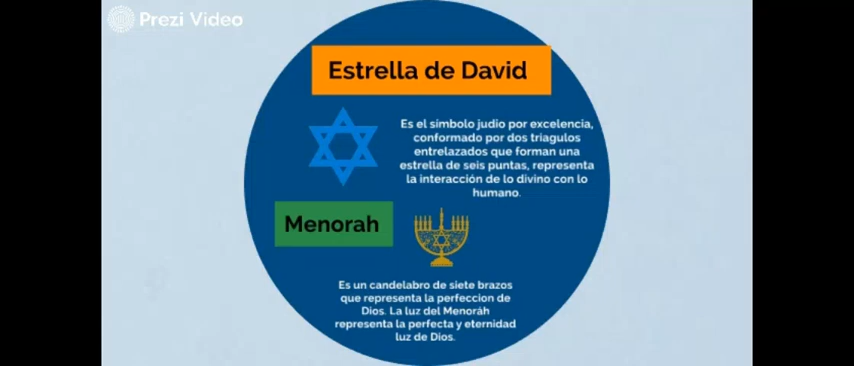 Prezi Video
Estrella de David
Es el símbolo judio por excelencia,
conformado por dos triagulos
entrelazados que forman una
estrella de seis puntas, representa
la interacción de lo divino con lo
humano.
Menorah
Es un candelabro de siete brazos
que representa la perfeccion de
Dios. La luz del Menoráh
representa la perfecta y eternidad
luz de Dios.